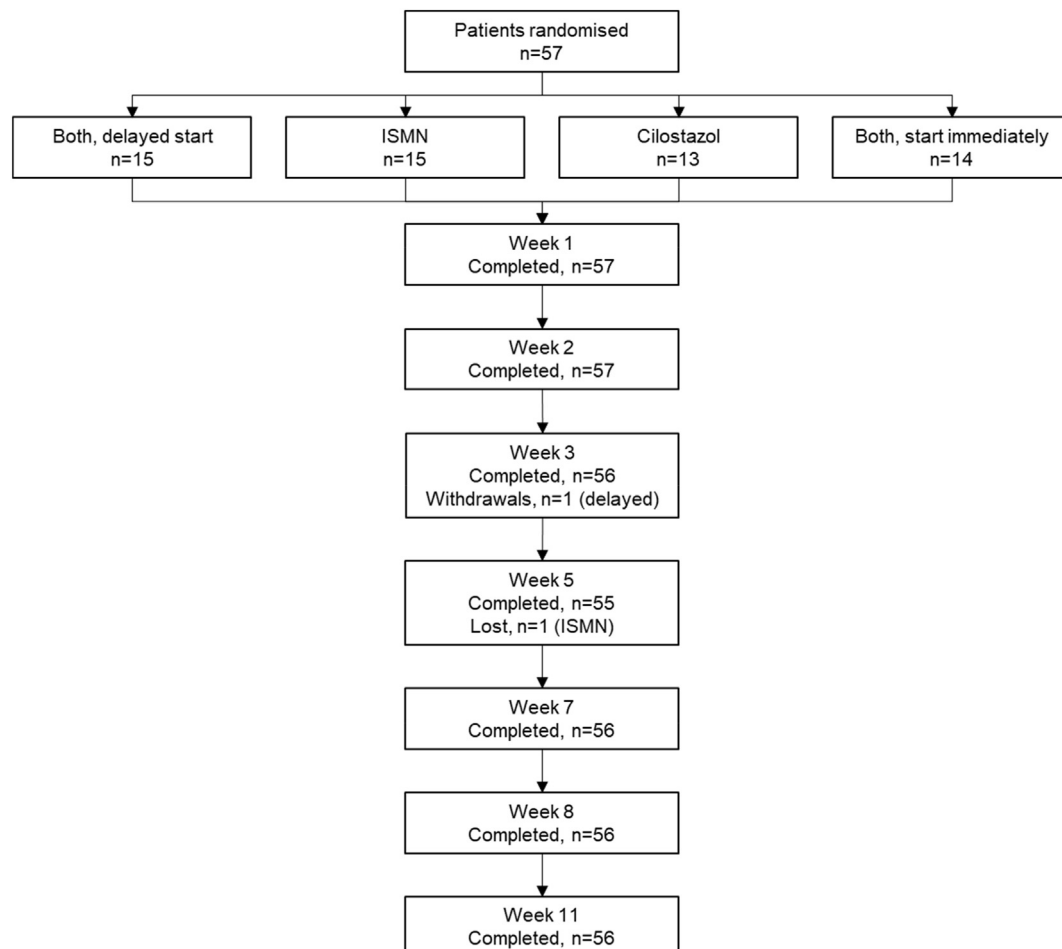 Patients randomised
n=57
Both, delayed start
n=15
ISMN
n=15
Cilostazol
n=13
Both, start immediately
n=14
Week 1
Completed, n=57
Week 2
Completed, n=57
Week 3
Completed, n=56
Withdrawals, n=1 (delayed)
Week 5
Completed, n=55
Lost, n=1 (ISMN)
Week 7
Completed, n=56
Week 8
Completed, n=56
Week 11
Completed, n=56